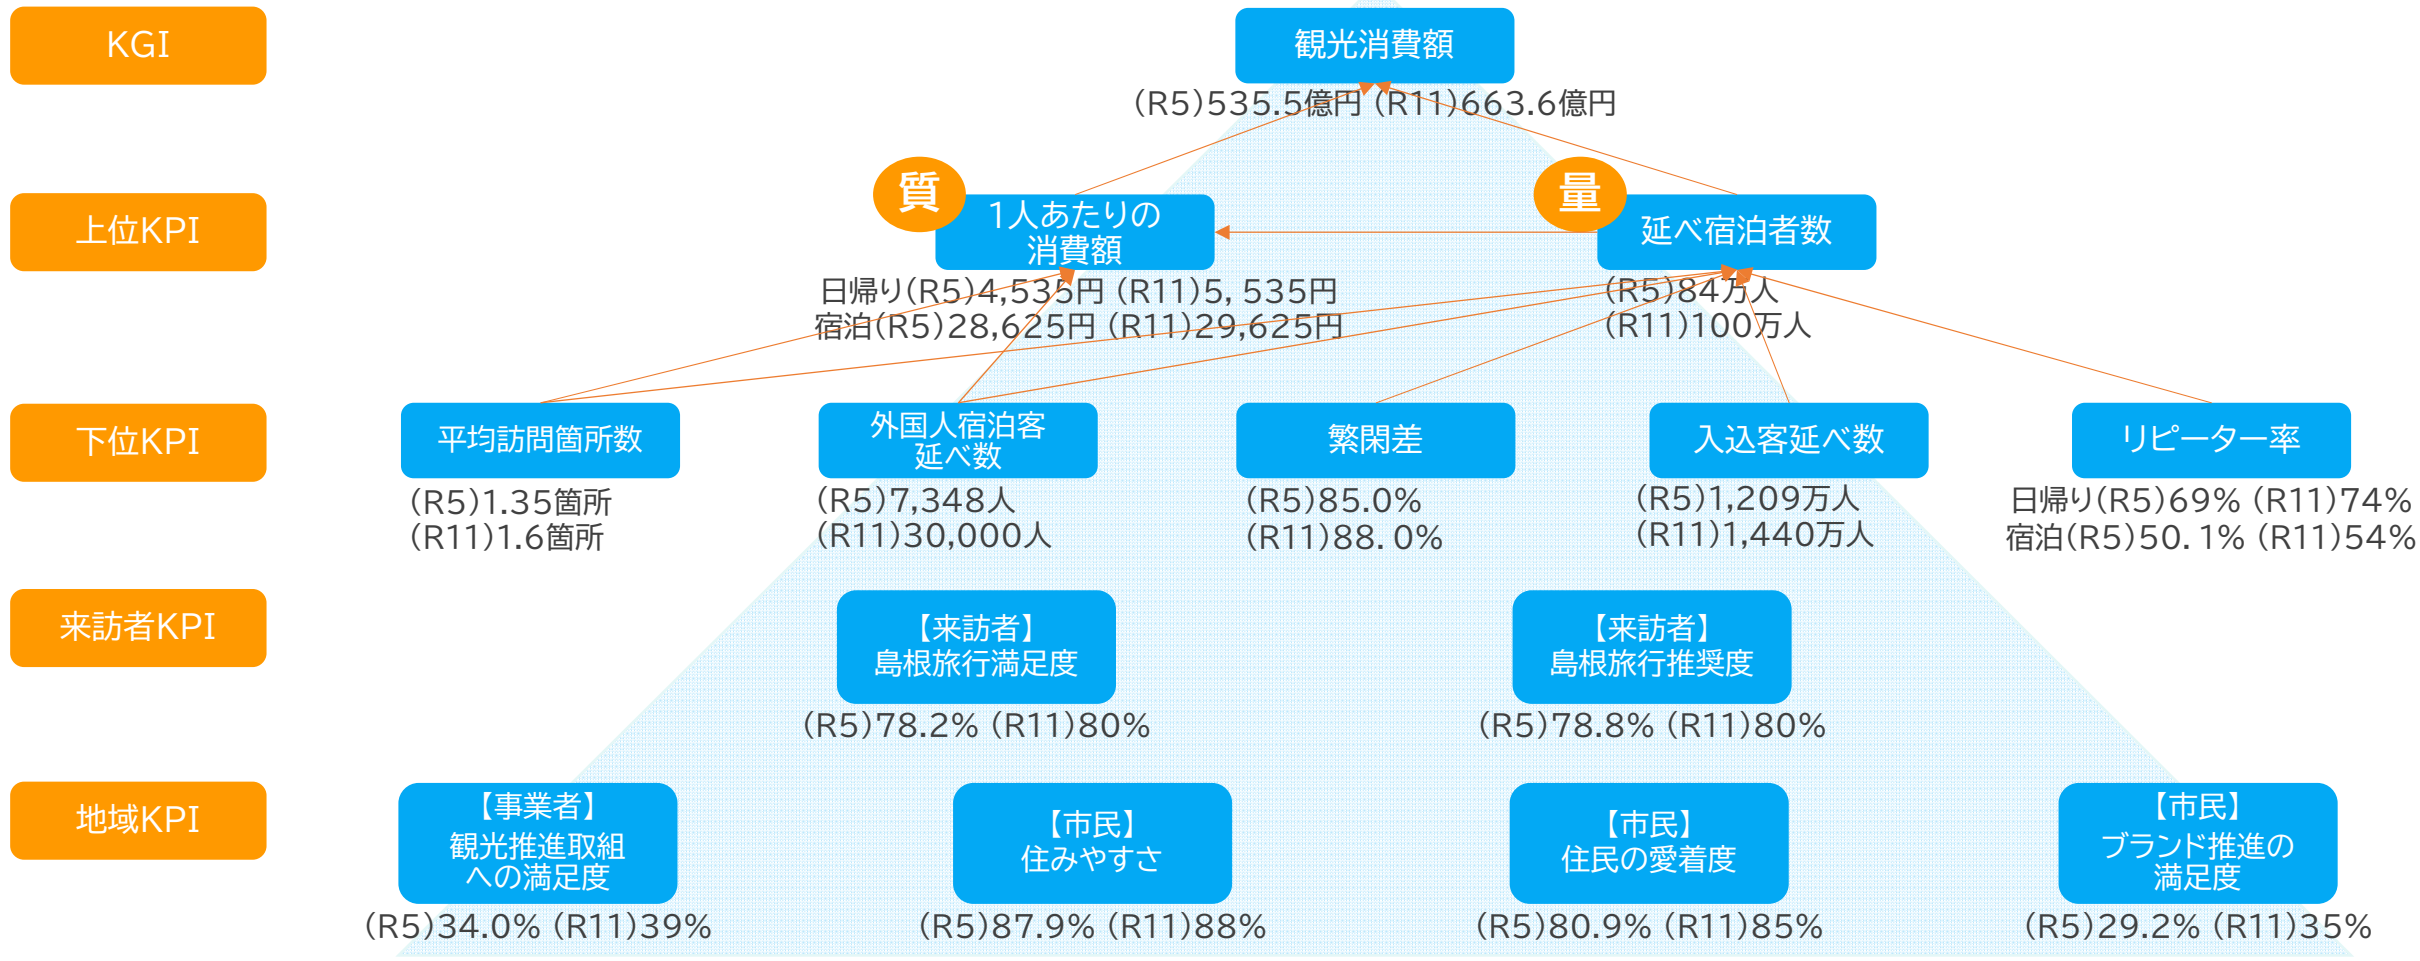 KGI
観光消費額
(R5)535.5億円 (R11)663.6億円
上位KPI
質
1人あたりの
消費額
日帰り(R5)4,535円 (R11)5,535円
宿泊(R5)28,625円 (R11)29,625円
量
延べ宿泊者数
(R5)84万人
(R11)100万人
下位KPI
平均訪問箇所数
(R5)1.35箇所
(R11)1.6箇所
外国人宿泊客
延べ数
(R5)7,348人
(R11)30,000人
繁閑差
(R5)85.0%
(R11)88.0%
入込客延べ数
(R5)1,209万人
(R11)1,440万人
リピーター率
日帰り(R5)69% (R11)74%
宿泊(R5)50.1% (R11)54%
来訪者KPI
【来訪者】
島根旅行満足度
(R5)78.2% (R11)80%
【来訪者】
島根旅行推奨度
(R5)78.8% (R11)80%
地域KPI
【事業者】
観光推進取組
への満足度
(R5)34.0% (R11)39%
【市民】
住みやすさ
(R5)87.9% (R11)88%
【市民】
住民の愛着度
(R5)80.9% (R11)85%
【市民】
ブランド推進の
満足度
(R5)29.2% (R11)35%